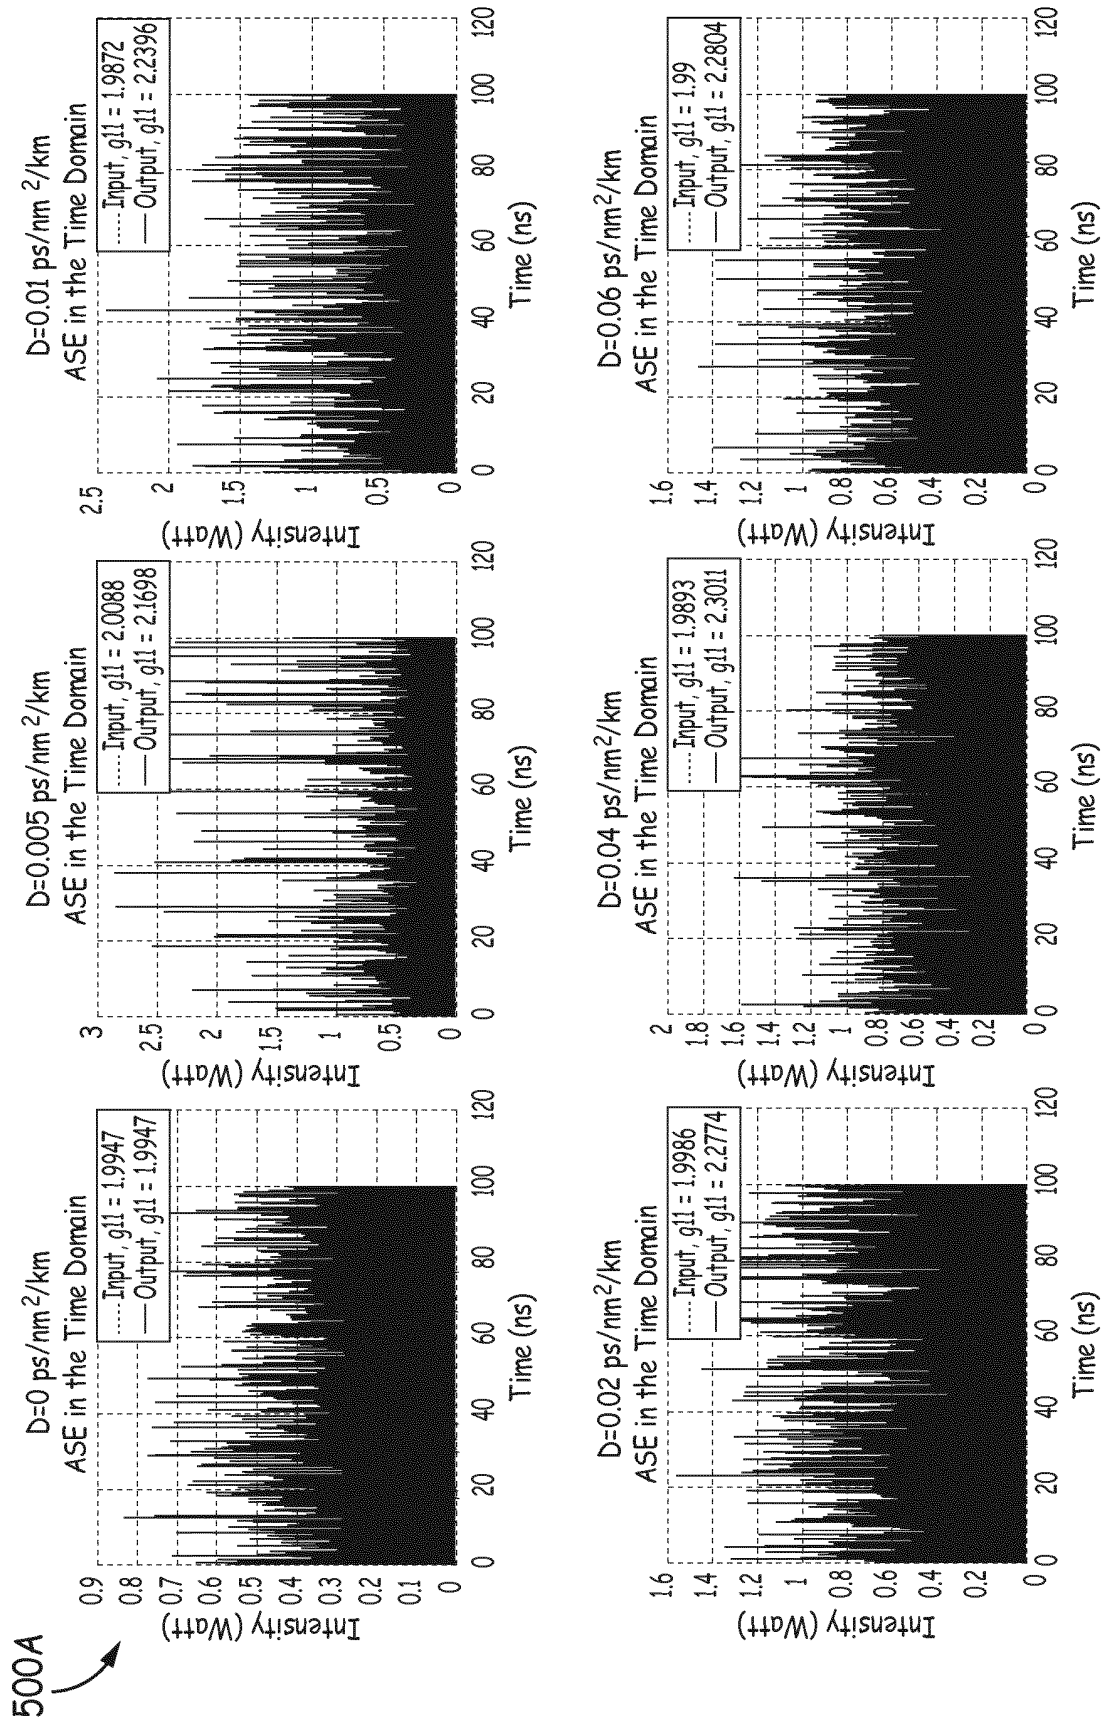 500A
D=0 ps/nm2/km
ASE in the Time Domain
Input, g11 = 1.9947
Output, g11 = 1.9947
Intensity (Watt)
0.9
0.8
0.7
0.6
0.5
0.4
0.3
0.2
0.1
0
0 20 40 60 80 100 120
Time (ns)
D=0.005 ps/nm2/km
ASE in the Time Domain
Input, g11 = 2.0088
Output, g11 = 2.1698
Intensity (Watt)
3
2.5
2
1.5
1
0.5
0
0 20 40 60 80 100 120
Time (ns)
D=0.01 ps/nm 2/km
ASE in the Time Domain
Input, g11 = 1.9872
Output, g11 = 2.2396
Intensity (Watt)
2.5
2
1.5
1
0.5
0
0 20 40 60 80 100 120
Time (ns)
D=0.02 ps/nm2/km
ASE in the Time Domain
Input, g11 = 1.9986
Output, g11 = 2.2774
Intensity (Watt)
1.6
1.4
1.2
1
0.8
0.6
0.4
0.2
0
0 20 40 60 80 100 120
Time (ns)
D=0.04 ps/nm2/km
ASE in the Time Domain
Input, g11 = 1.9893
Output, g11 = 2.3011
Intensity (Watt)
2
1.8
1.6
1.4
1.2
1
0.8
0.6
0.4
0.2
0
0 20 40 60 80 100 120
Time (ns)
D=0.06 ps/nm2/km
ASE in the Time Domain
Input, g11 = 1.99
Output, g11 = 2.2804
Intensity (Watt)
1.6
1.4
1.2
1
0.8
0.6
0.4
0.2
0
0 20 40 60 80 100 120
Time (ns)